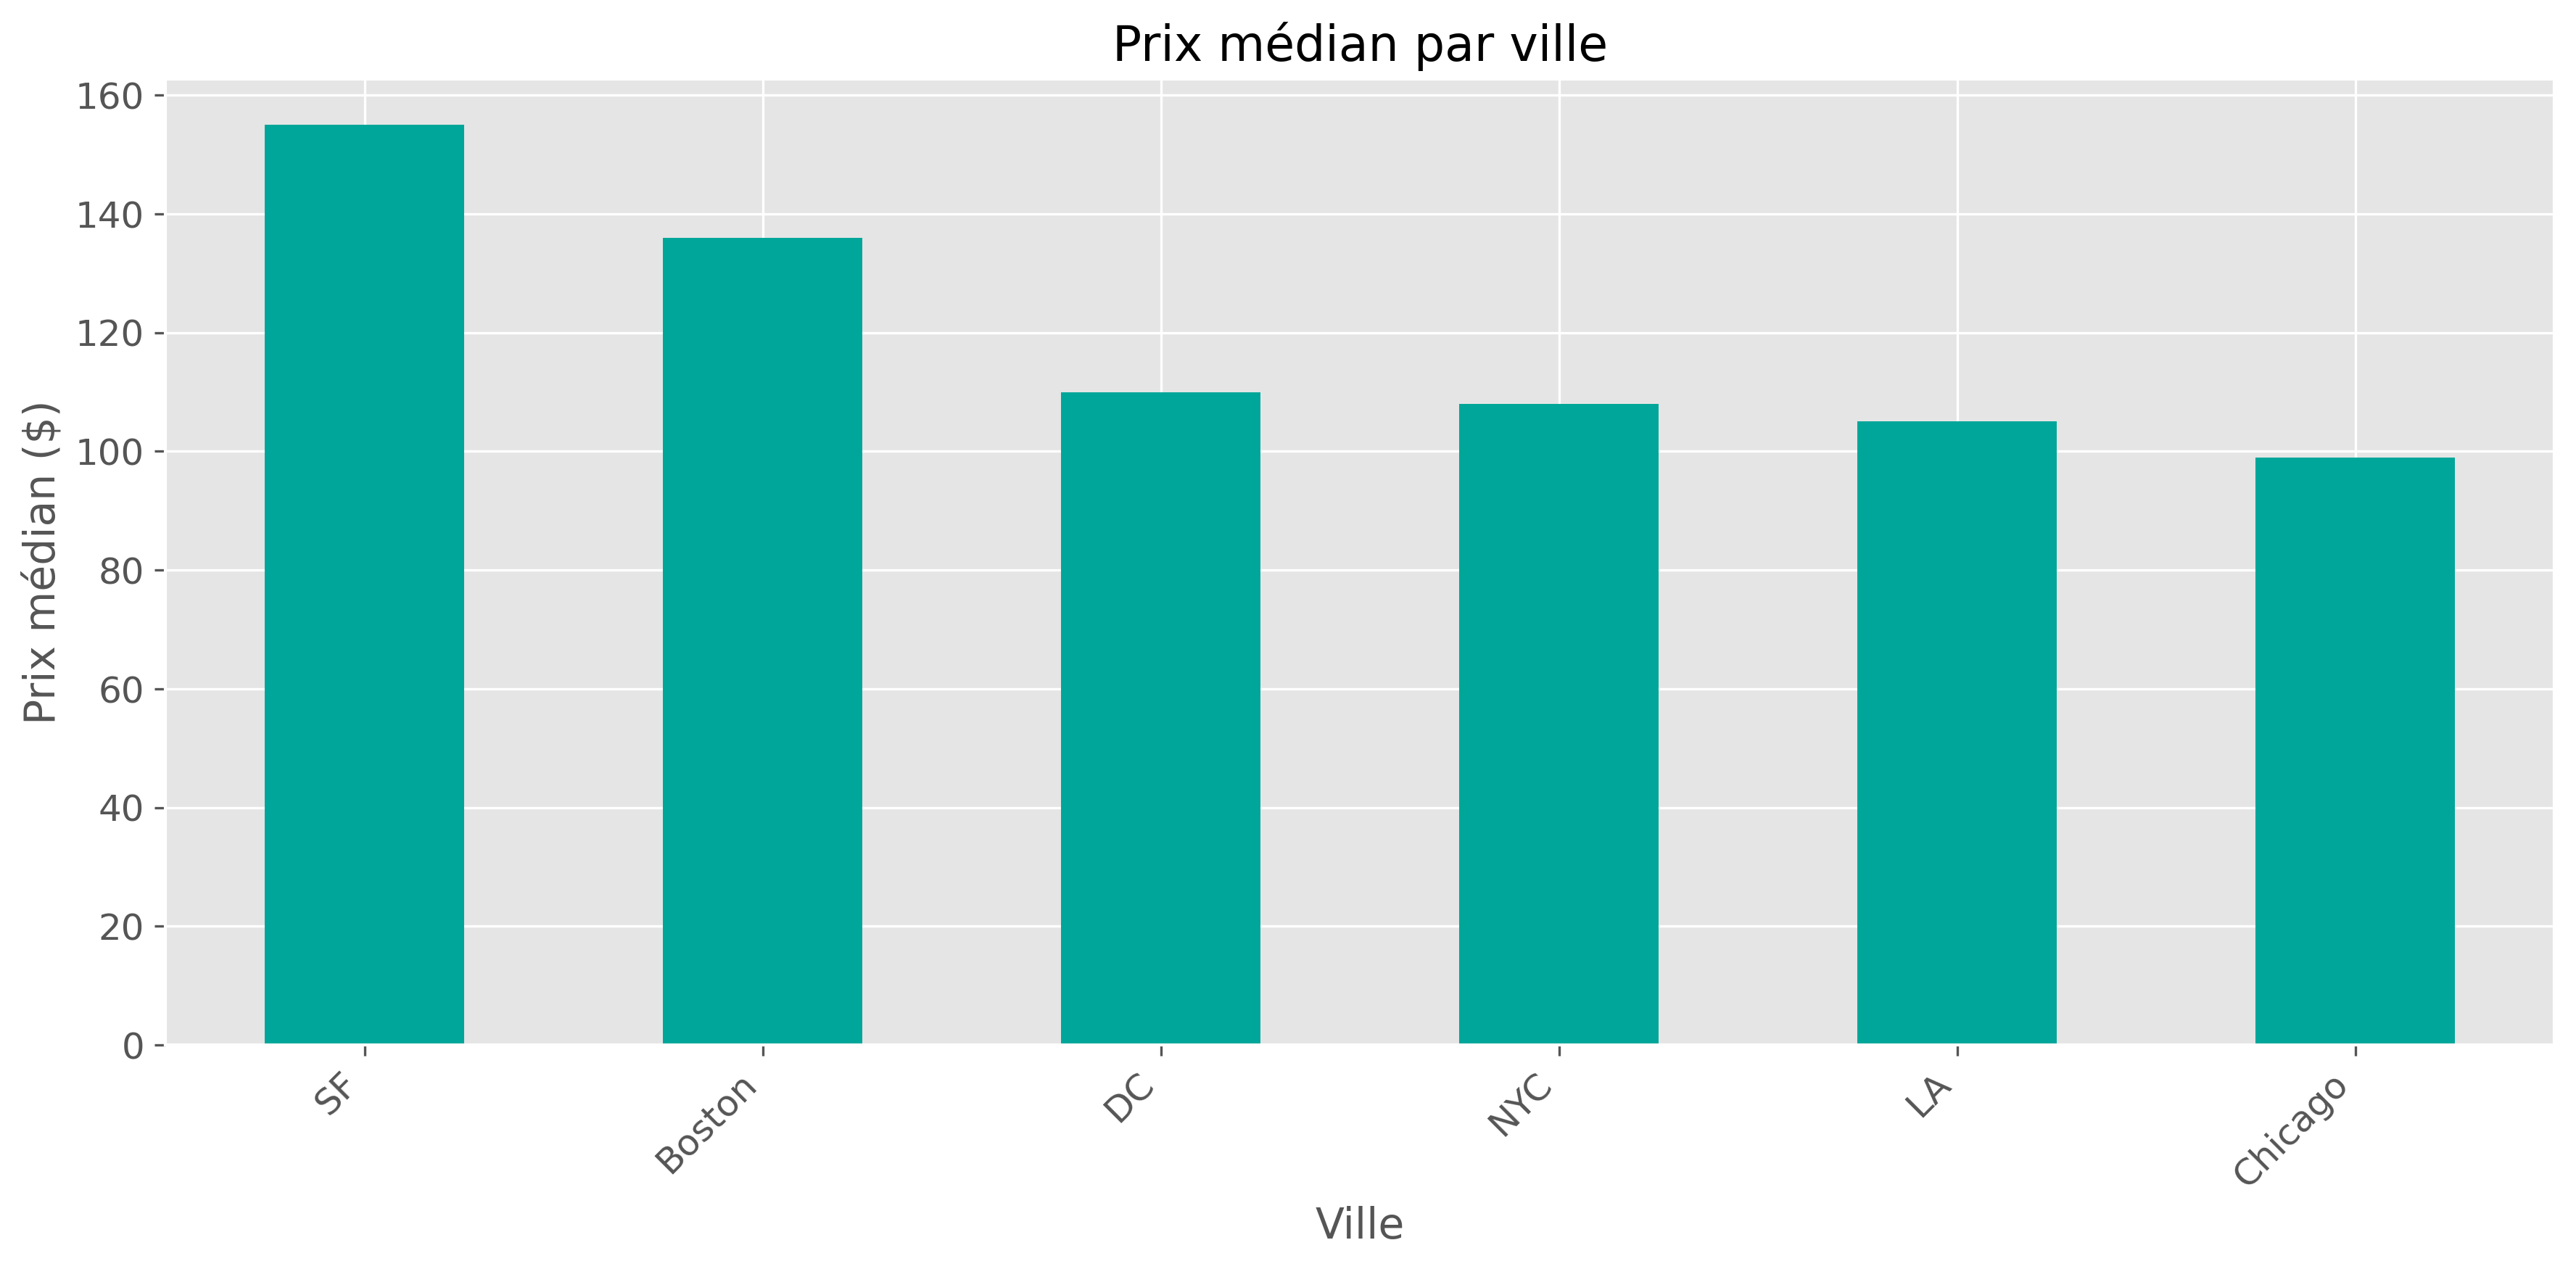 Prix médian par ville
Prix médian ($)
160
140
120
100
80
60
40
20
0
SF
Boston
DC
NYC
LA
Chicago
Ville